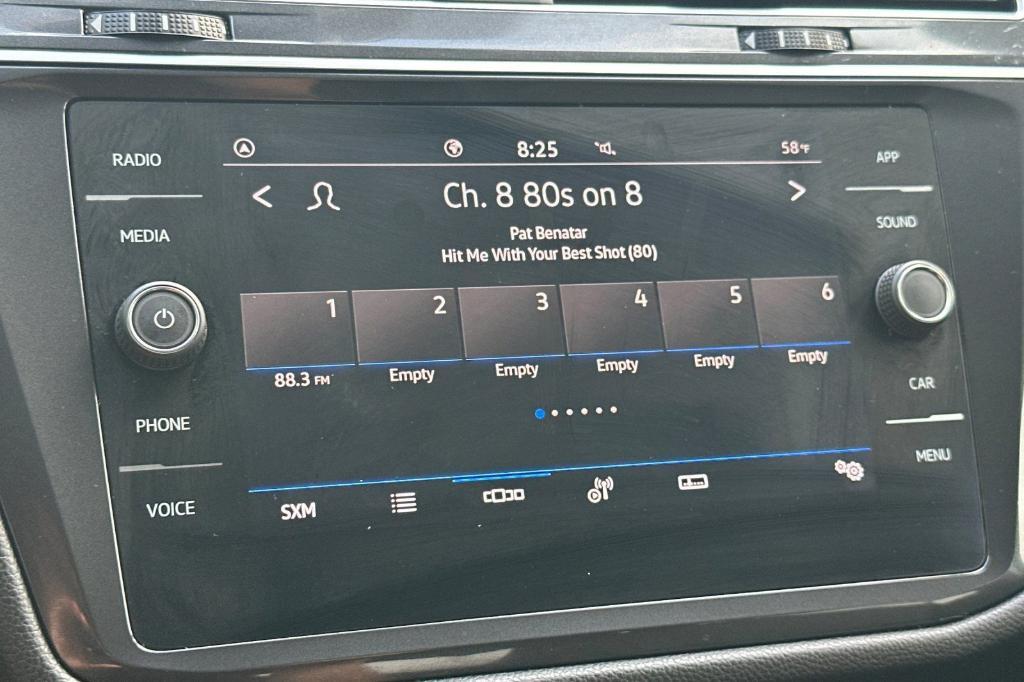 RADIO
MEDIA
PHONE
VOICE
8:25
58°F
Ch. 8 80s on 8
Pat Benatar
Hit Me With Your Best Shot (80)
1 2 3 4 5 6
88.3 FM Empty Empty Empty Empty Empty
SXM
APP
SOUND
CAR
MENU